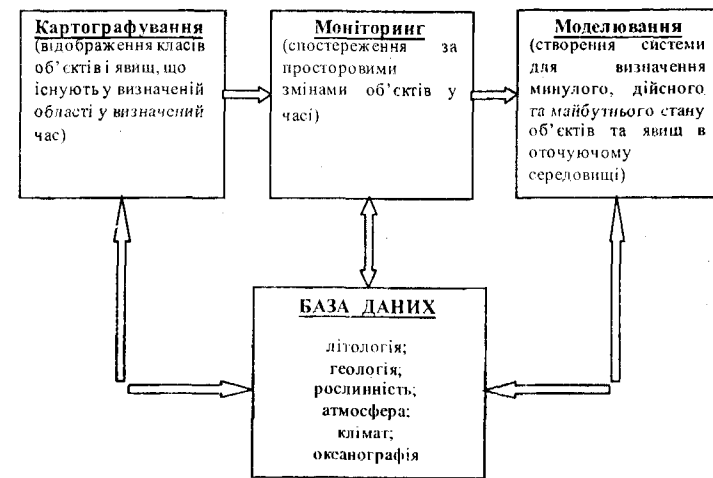 Картографування
(відображення класів
об'єктів і явищ, що
існують у визначеній
області у визначений
час)
Моніторинг
(спостереження за
просторовими
змінами об'єктів у
часі)
Моделювання
(створення системи
для визначення
минулого, дійсного
та майбутнього стану
об'єктів та явищ в
оточуючому
середовищі)
БАЗА ДАНИХ
літологія;
геологія;
рослинність;
атмосфера;
клімат;
океанографія